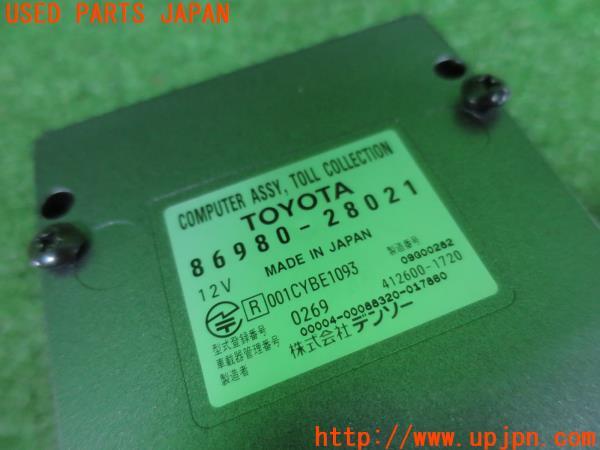 USED PARTS JAPAN
COMPUTER ASSY, TOLL COLLECTION
TOYOTA
86980-28021
12V MADE IN JAPAN
製造番号 09G00262
R 001CYBE1093 412600-1720
型式登録番号 0269
車載器管理番号 00004-00088320-017880
製造者 株式会社デンソー
http://www.upjpn.com/